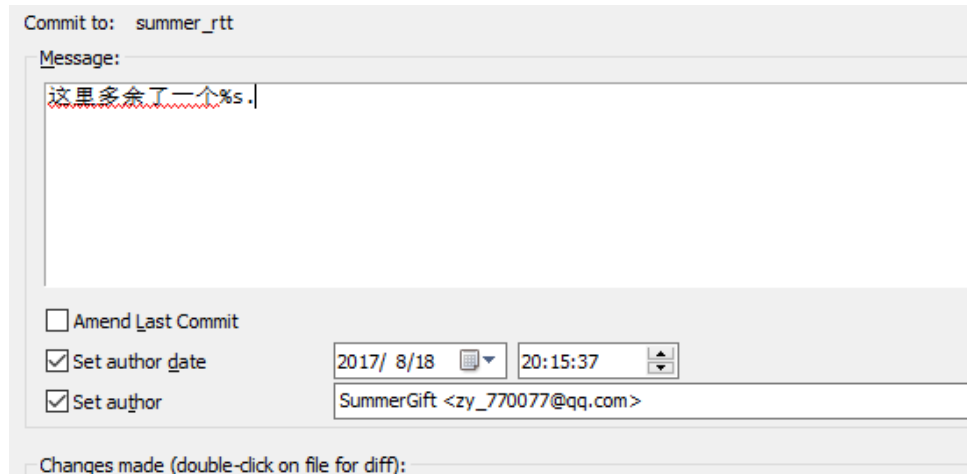 Commit to: summer_rtt
Message:
这里多余了一个%s.
Amend Last Commit
Set author date 2017/ 8/18 20:15:37
Set author SummerGift <zy_770077@qq.com>
Changes made (double-click on file for diff):